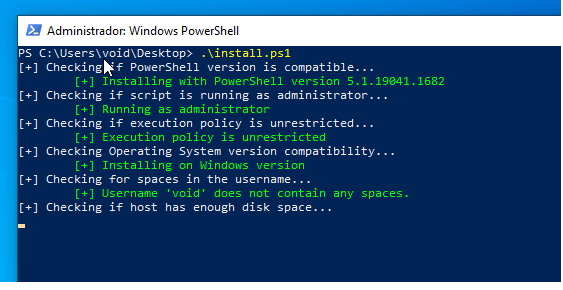 Administrador: Windows PowerShell
PS C:\Users\void\Desktop> .\install.ps1
[+] Checking if PowerShell version is compatible...
[+] Installing with PowerShell version 5.1.19041.1682
[+] Checking if script is running as administrator...
[+] Running as administrator
[+] Checking if execution policy is unrestricted...
[+] Execution policy is unrestricted
[+] Checking Operating System version compatibility...
[+] Installing on Windows version
[+] Checking for spaces in the username...
[+] Username 'void' does not contain any spaces.
[+] Checking if host has enough disk space...